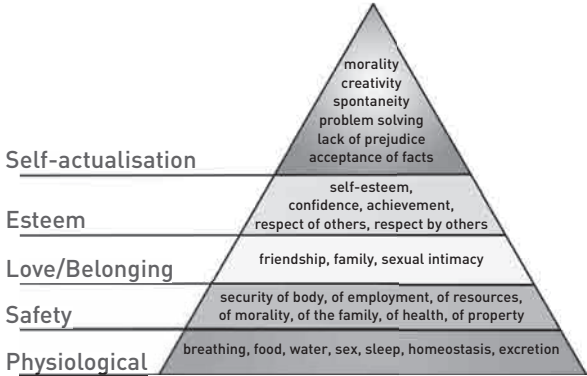 morality
creativity
spontaneity
problem solving
lack of prejudice
acceptance of facts
Self-actualisation
self-esteem,
confidence, achievement,
respect of others, respect by others
Esteem
friendship, family, sexual intimacy
Love/Belonging
security of body, of employment, of resources,
of morality, of the family, of health, of property
Safety
breathing, food, water, sex, sleep, homeostasis, excretion
Physiological